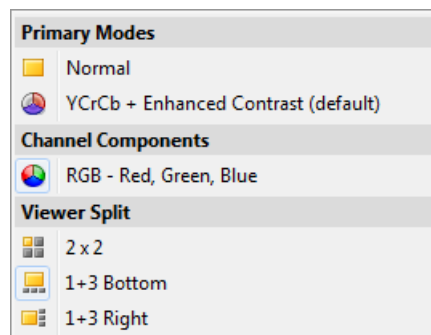 Primary Modes
Normal
YCrCb + Enhanced Contrast (default)
Channel Components
RGB - Red, Green, Blue
Viewer Split
2 x 2
1+3 Bottom
1+3 Right